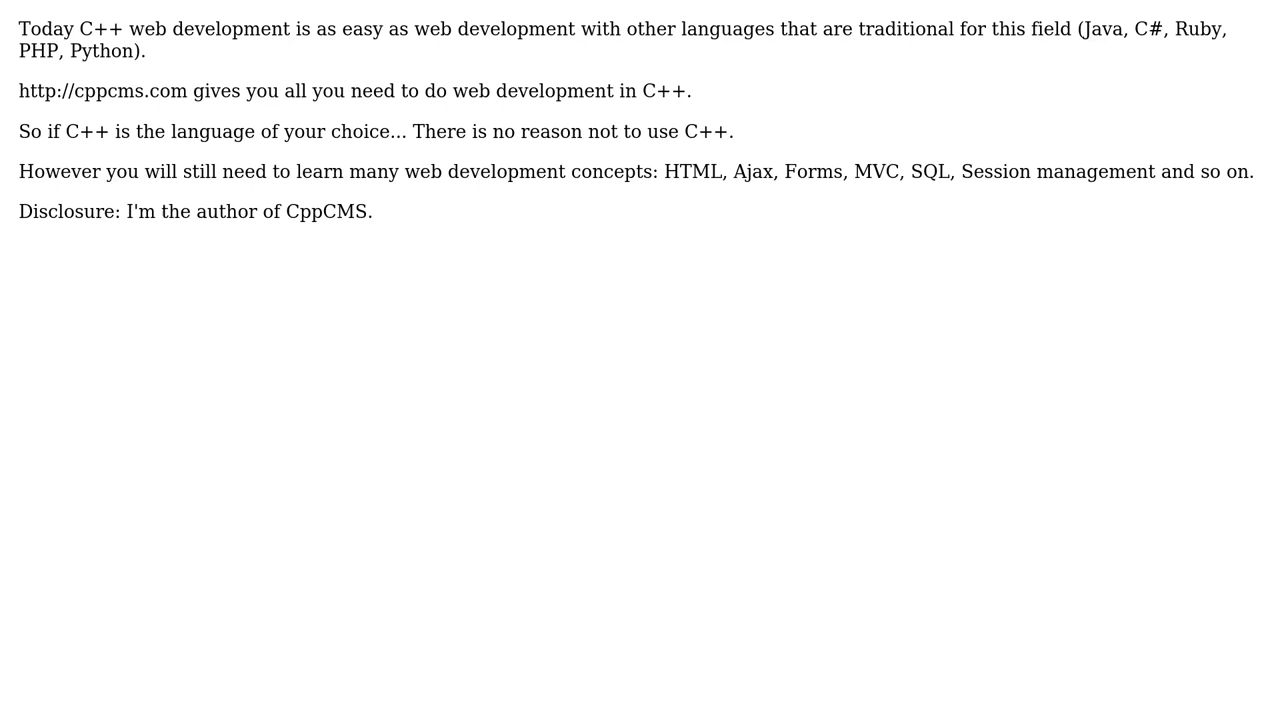 Today C++ web development is as easy as web development with other languages that are traditional for this field (Java, C#, Ruby,
PHP, Python).
http://cppcms.com gives you all you need to do web development in C++.
So if C++ is the language of your choice... There is no reason not to use C++.
However you will still need to learn many web development concepts: HTML, Ajax, Forms, MVC, SQL, Session management and so on.
Disclosure: I'm the author of CppCMS.